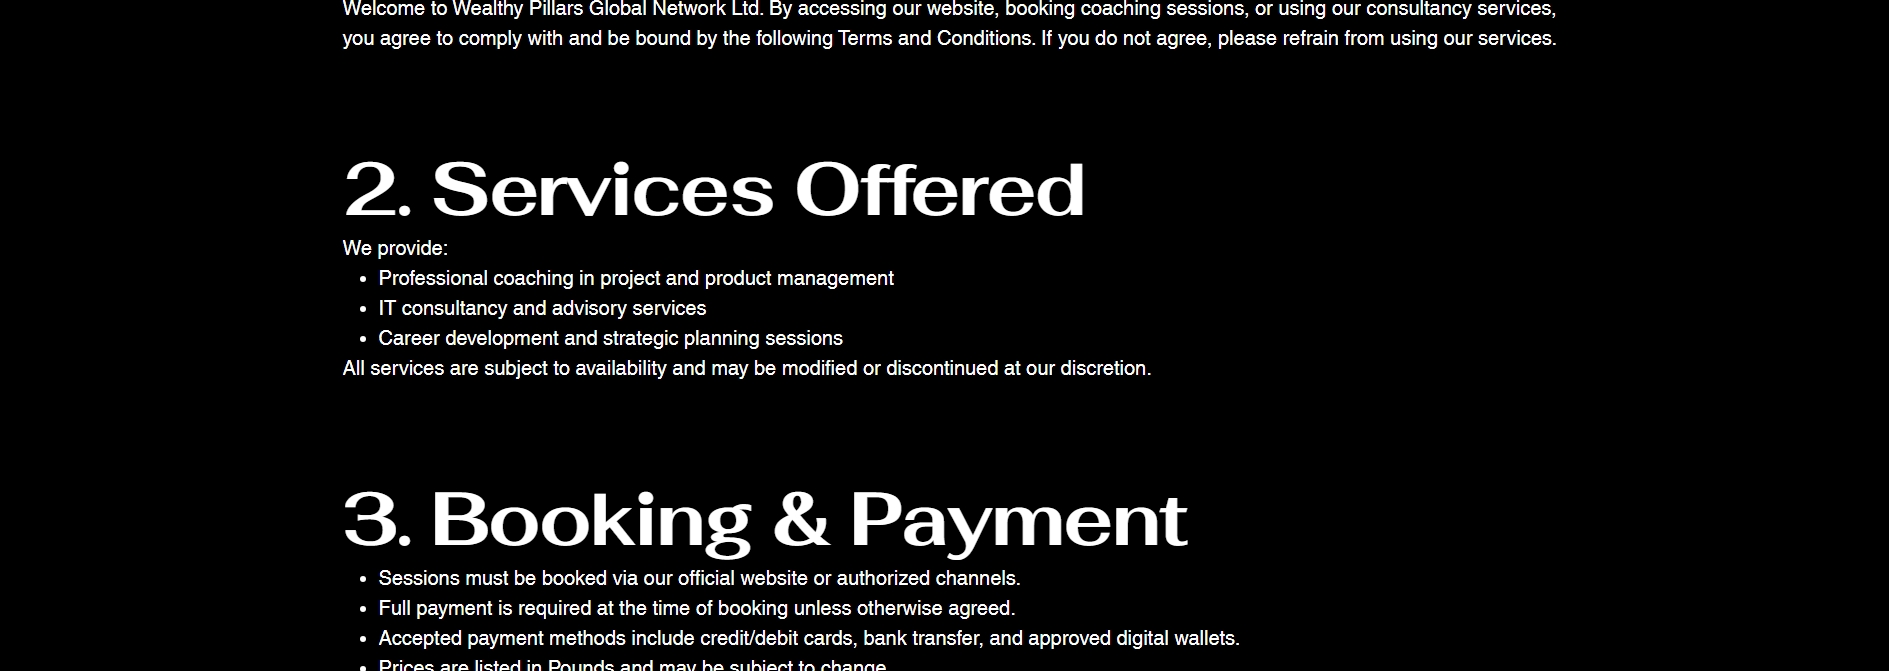 Welcome to Wealthy Pillars Global Network Ltd. By accessing our website, booking coaching sessions, or using our consultancy services,
you agree to comply with and be bound by the following Terms and Conditions. If you do not agree, please refrain from using our services.
2. Services Offered
We provide:
• Professional coaching in project and product management
• IT consultancy and advisory services
• Career development and strategic planning sessions
All services are subject to availability and may be modified or discontinued at our discretion.
3. Booking & Payment
• Sessions must be booked via our official website or authorized channels.
• Full payment is required at the time of booking unless otherwise agreed.
• Accepted payment methods include credit/debit cards, bank transfer, and approved digital wallets.
• Prices are listed in Pounds and may be subject to change.